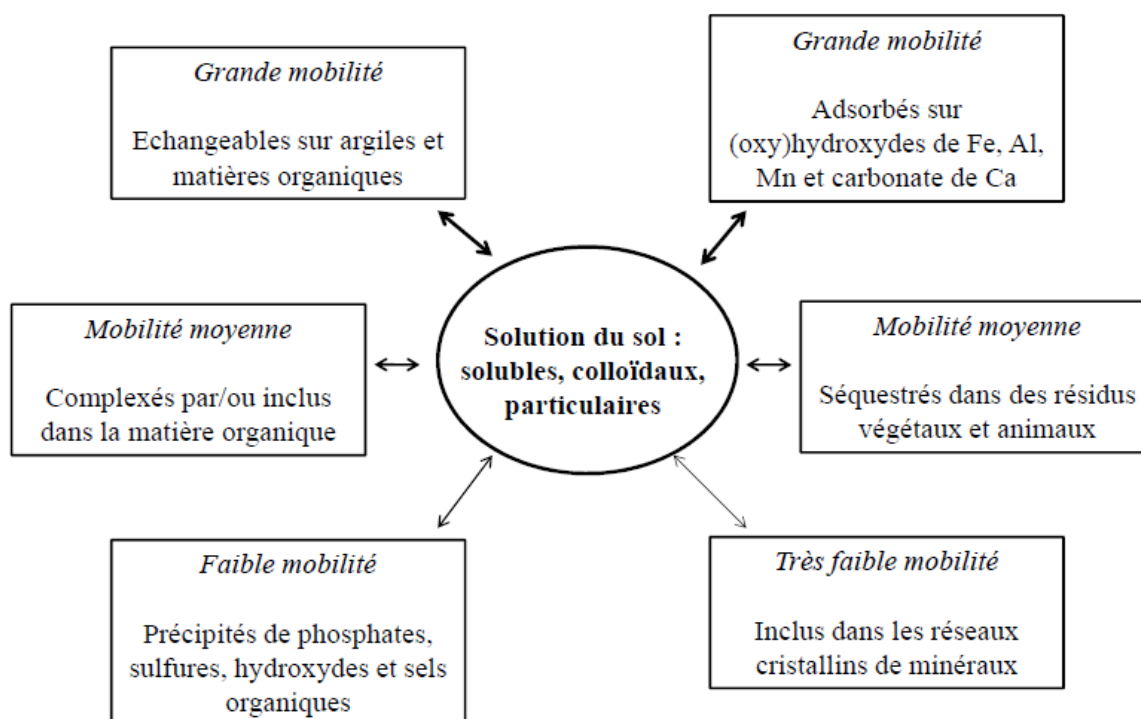 Grande mobilité
Echangeables sur argiles et
matières organiques
Grande mobilité
Adsorbés sur
(oxy)hydroxydes de Fe, Al,
Mn et carbonate de Ca
Mobilité moyenne
Complexés par/ou inclus
dans la matière organique
Solution du sol :
solubles, colloïdaux,
particulaires
Mobilité moyenne
Séquestrés dans des résidus
végétaux et animaux
Faible mobilité
Précipités de phosphates,
sulfures, hydroxydes et sels
organiques
Très faible mobilité
Inclus dans les réseaux
cristallins de minéraux